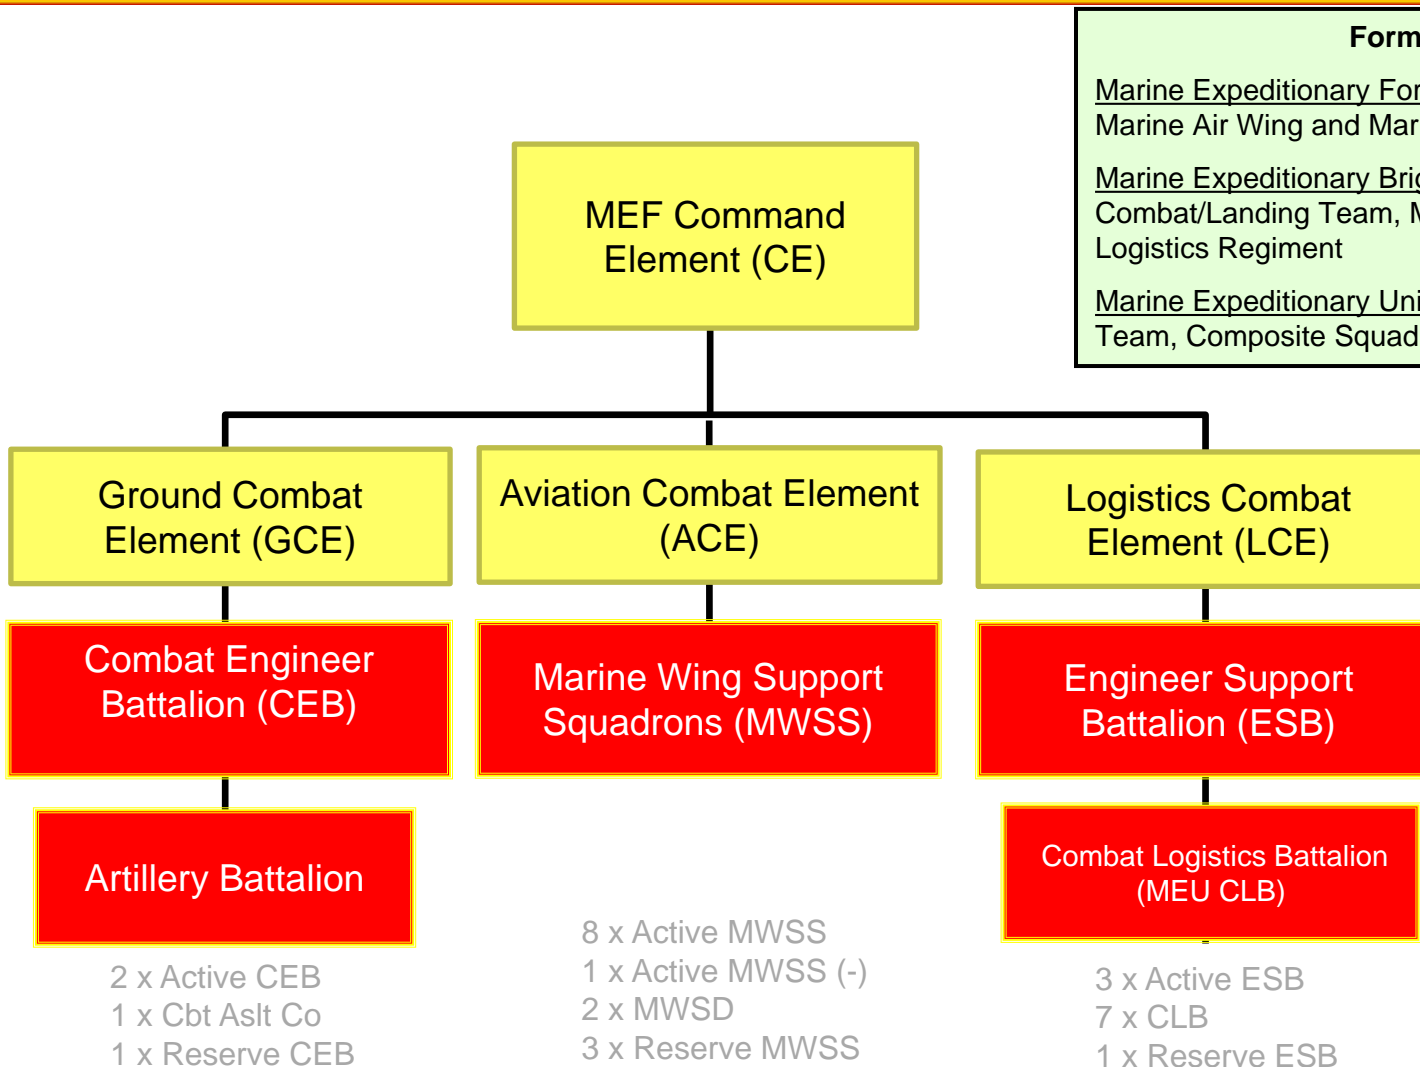 Form
Marine Expeditionary For
Marine Air Wing and Mar
Marine Expeditionary Brig
Combat/Landing Team, M
Logistics Regiment
Marine Expeditionary Uni
Team, Composite Squad
MEF Command
Element (CE)
Ground Combat
Element (GCE)
Aviation Combat Element
(ACE)
Logistics Combat
Element (LCE)
Combat Engineer
Battalion (CEB)
Marine Wing Support
Squadrons (MWSS)
Engineer Support
Battalion (ESB)
Artillery Battalion
Combat Logistics Battalion
(MEU CLB)
2 x Active CEB
1 x Cbt Aslt Co
1 x Reserve CEB
8 x Active MWSS
1 x Active MWSS (-)
2 x MWSD
3 x Reserve MWSS
3 x Active ESB
7 x CLB
1 x Reserve ESB